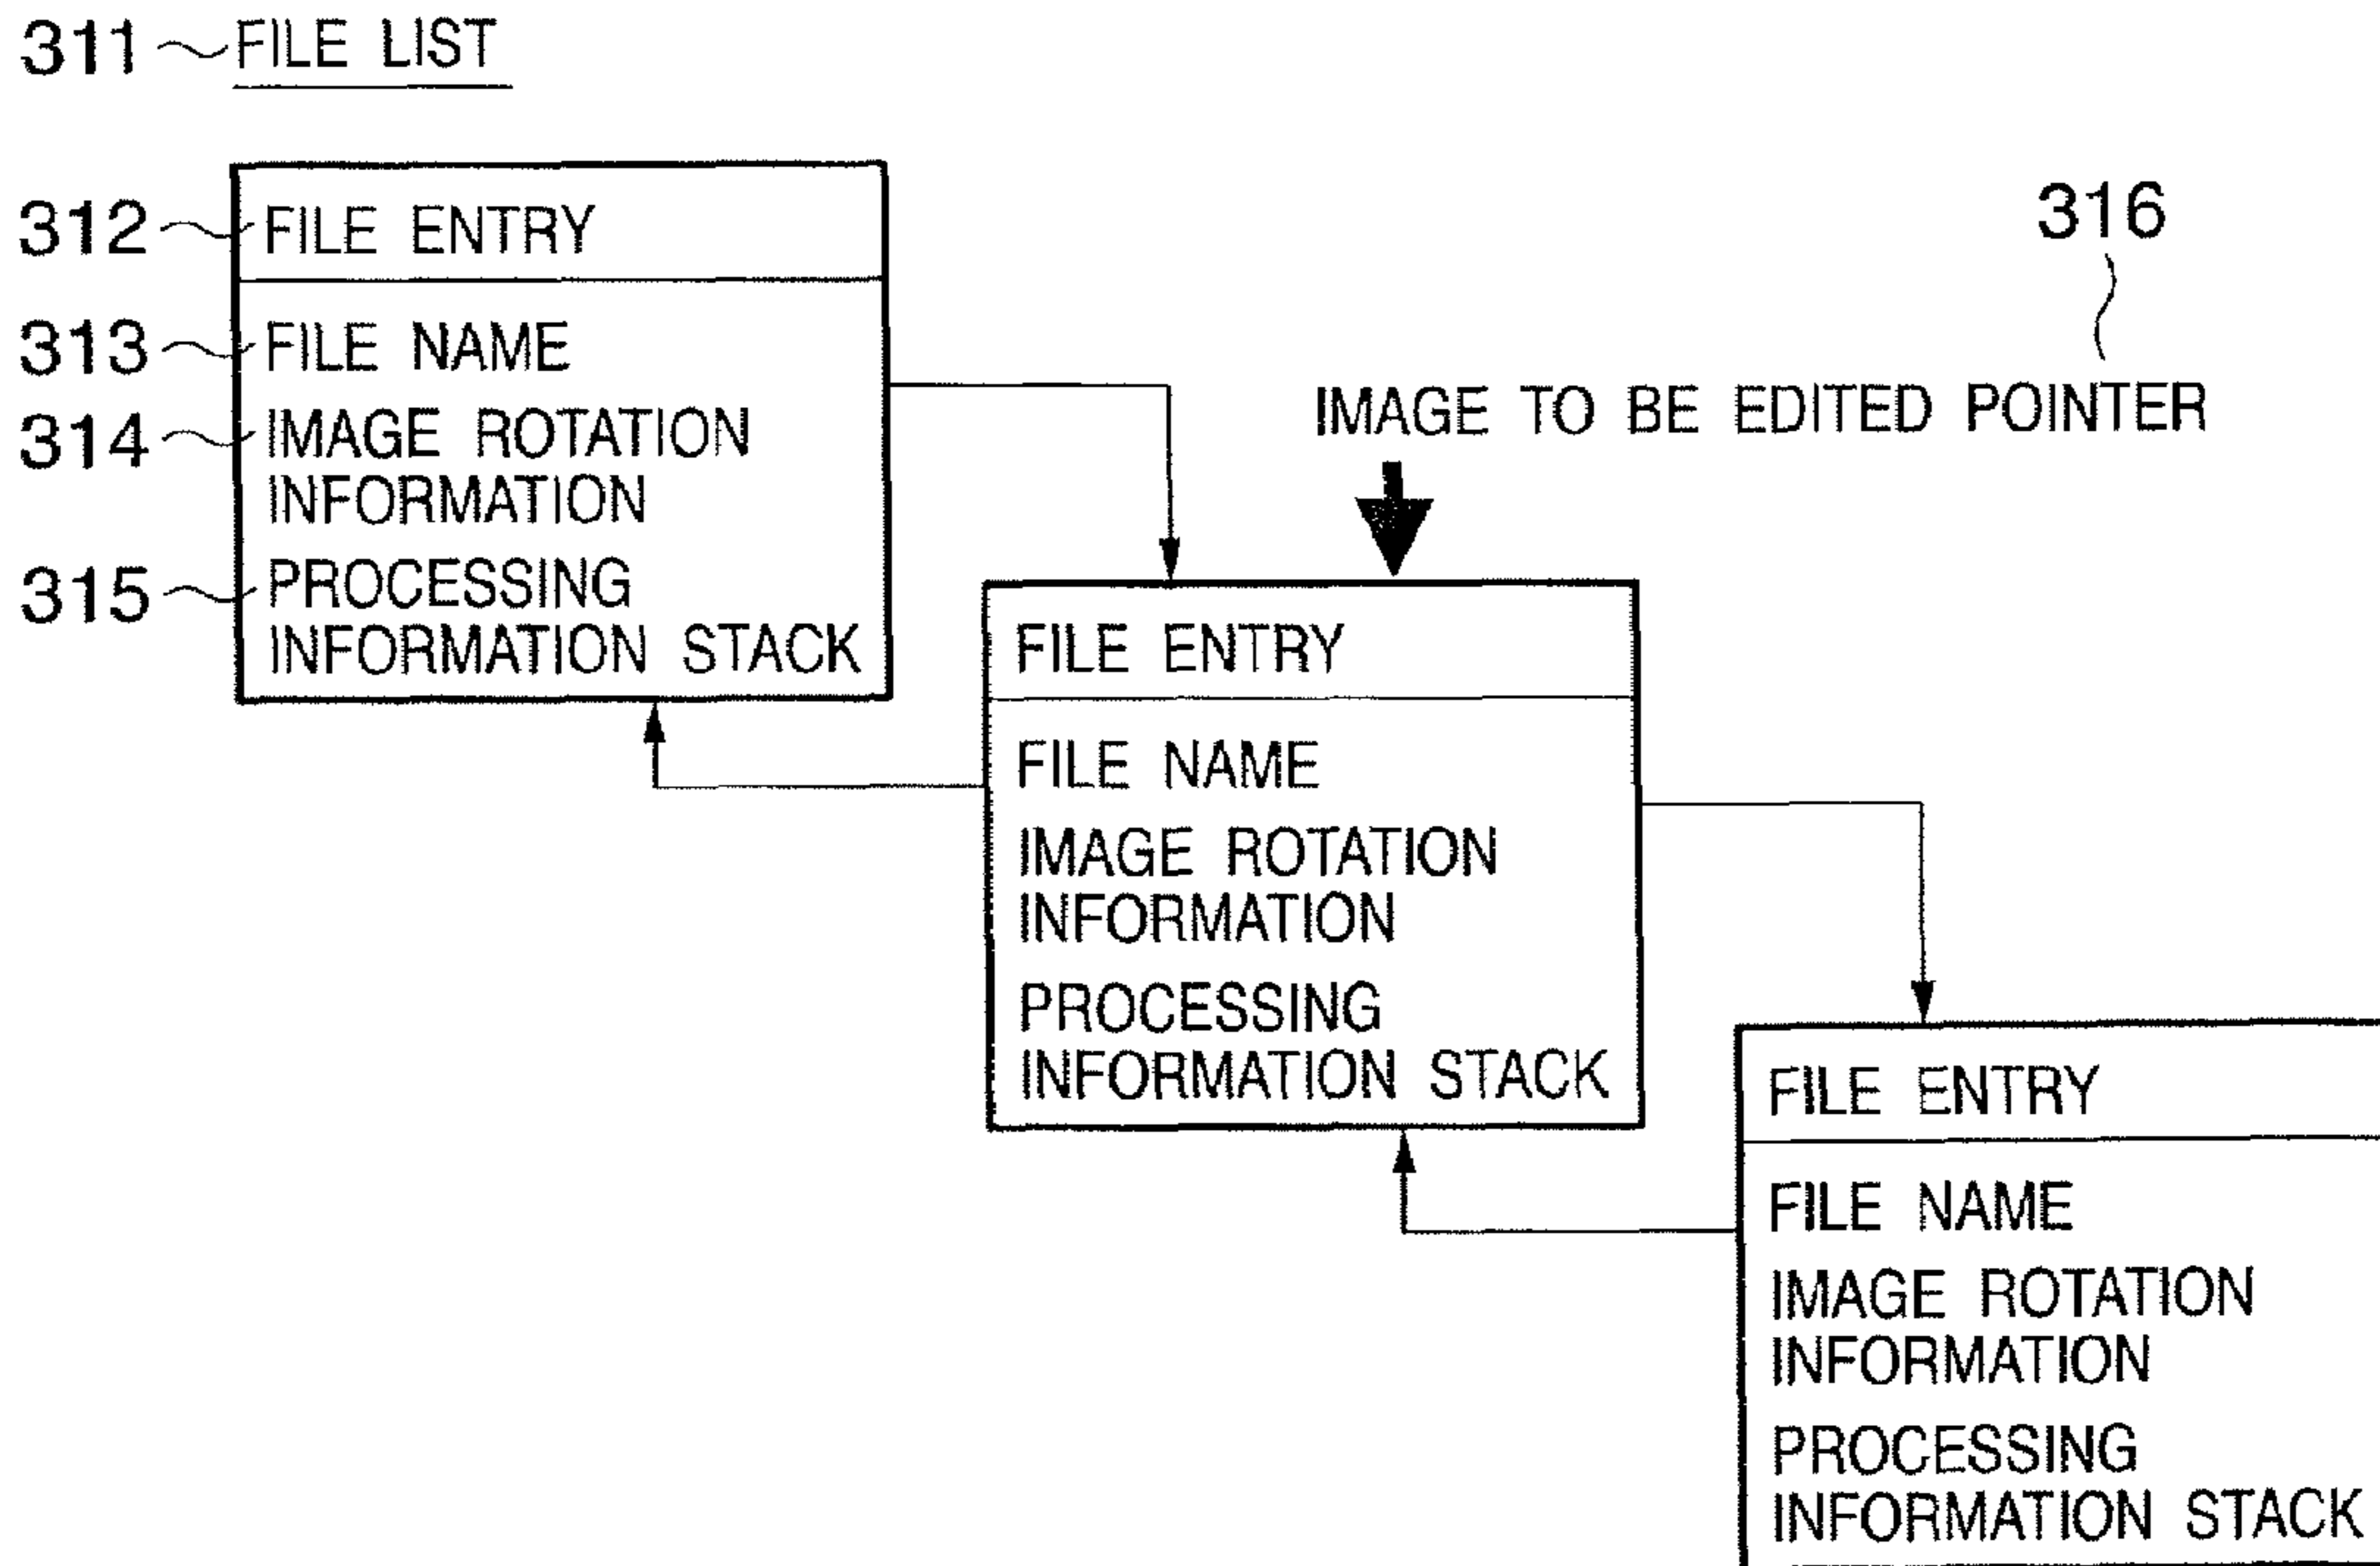 311 FILE LIST
312 FILE ENTRY
313 FILE NAME
314 IMAGE ROTATION
INFORMATION
315 PROCESSING
INFORMATION STACK
316
IMAGE TO BE EDITED POINTER
FILE ENTRY
FILE NAME
IMAGE ROTATION
INFORMATION
PROCESSING
INFORMATION STACK
FILE ENTRY
FILE NAME
IMAGE ROTATION
INFORMATION
PROCESSING
INFORMATION STACK